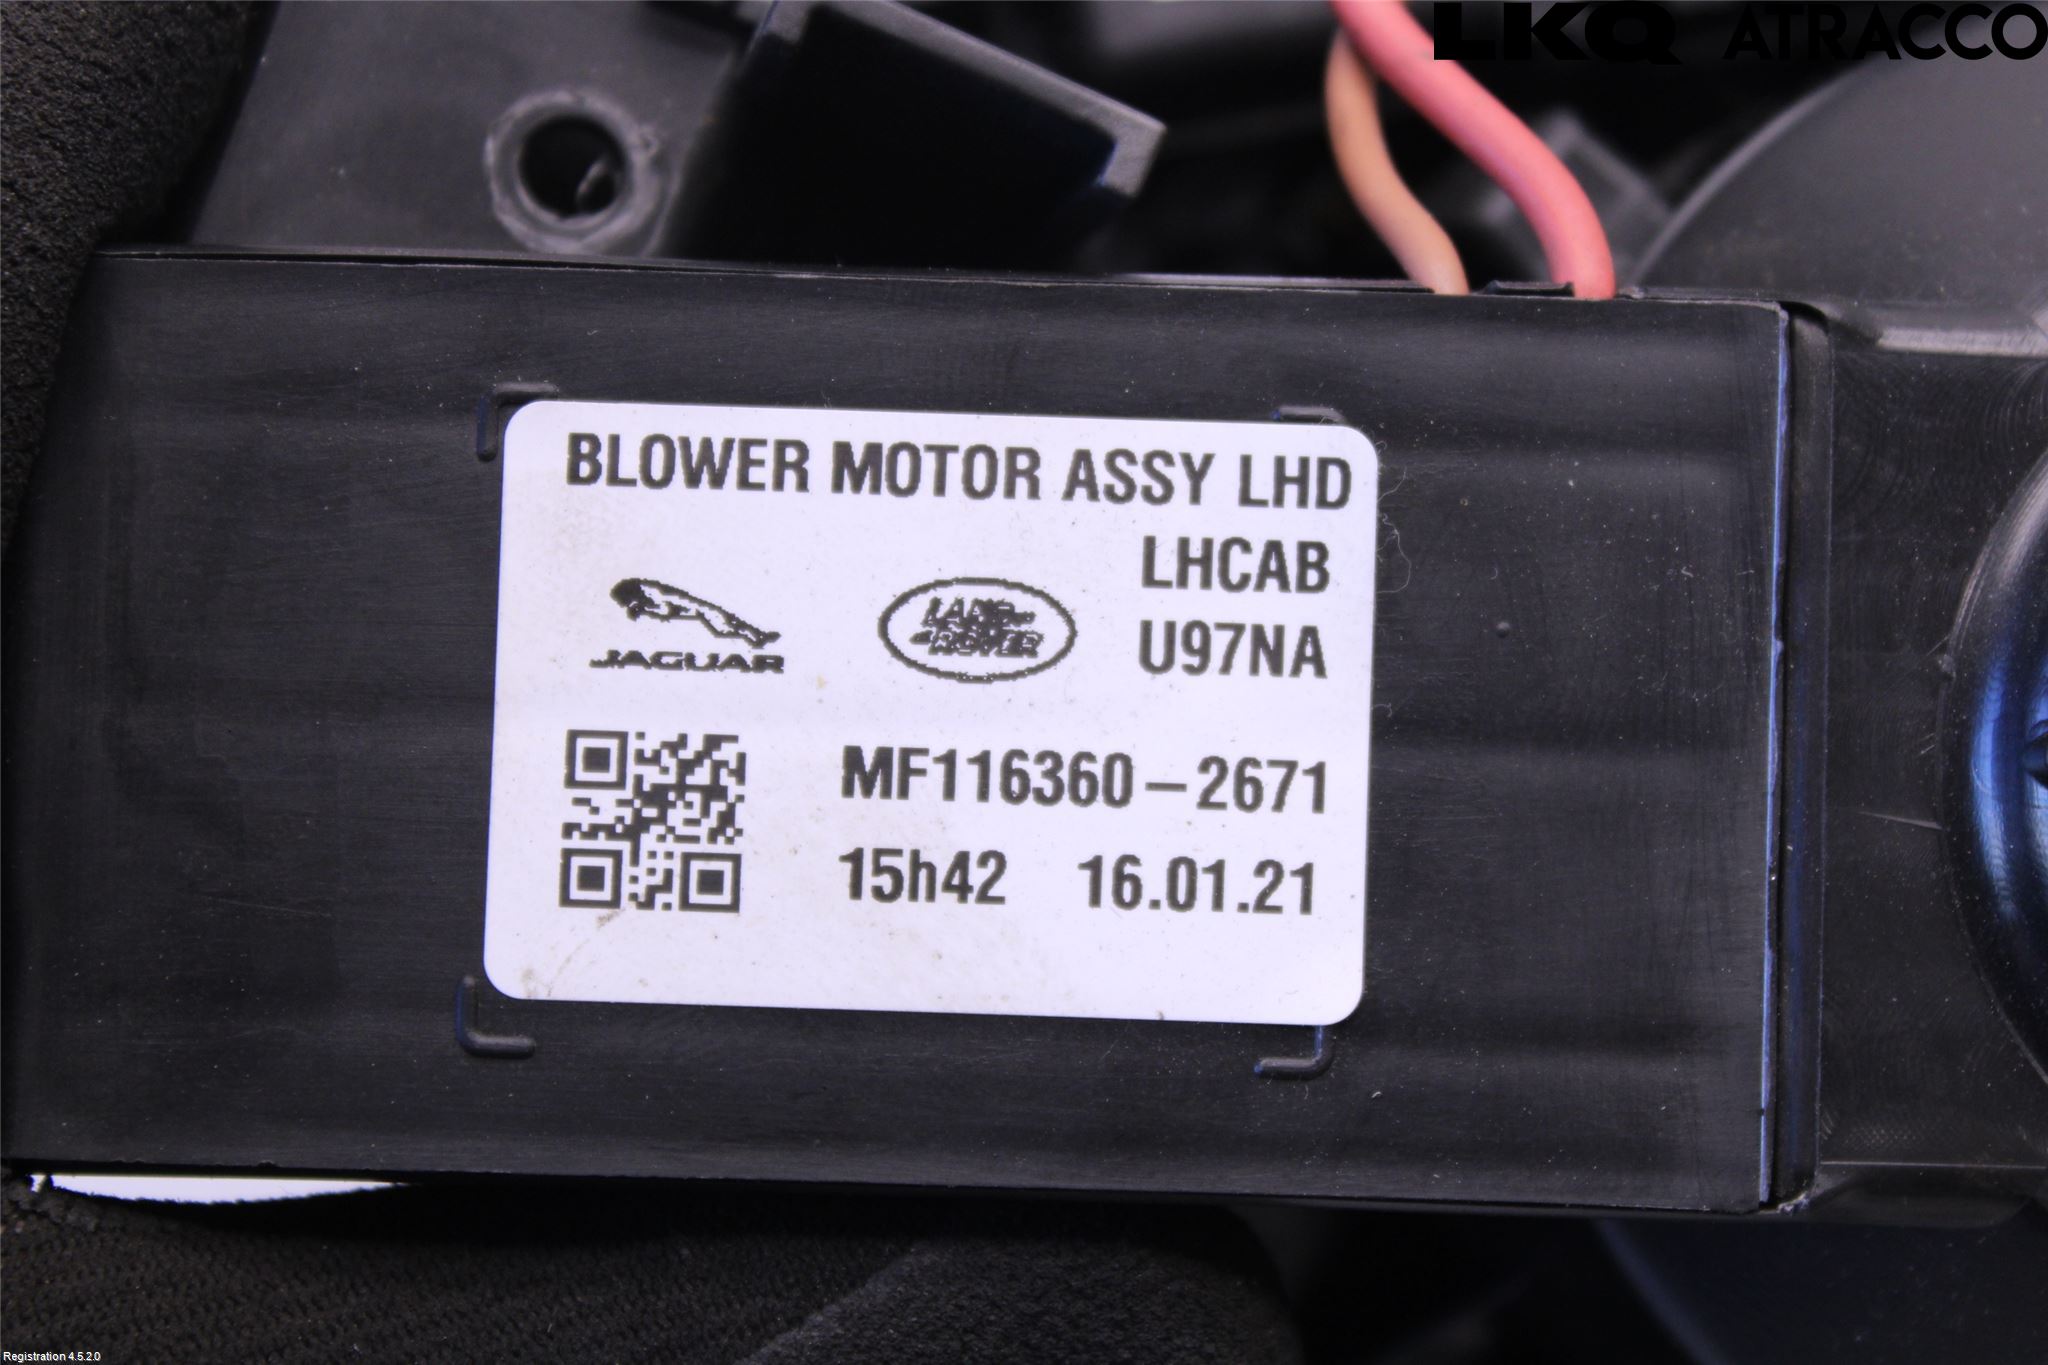 LKQ ATRACCO
BLOWER MOTOR ASSY LHD
LHCAB
U97NA
JAGUAR
LAND-
ROVER
MF116360-2671
15h42 16.01.21
Registration 4.5.2.0